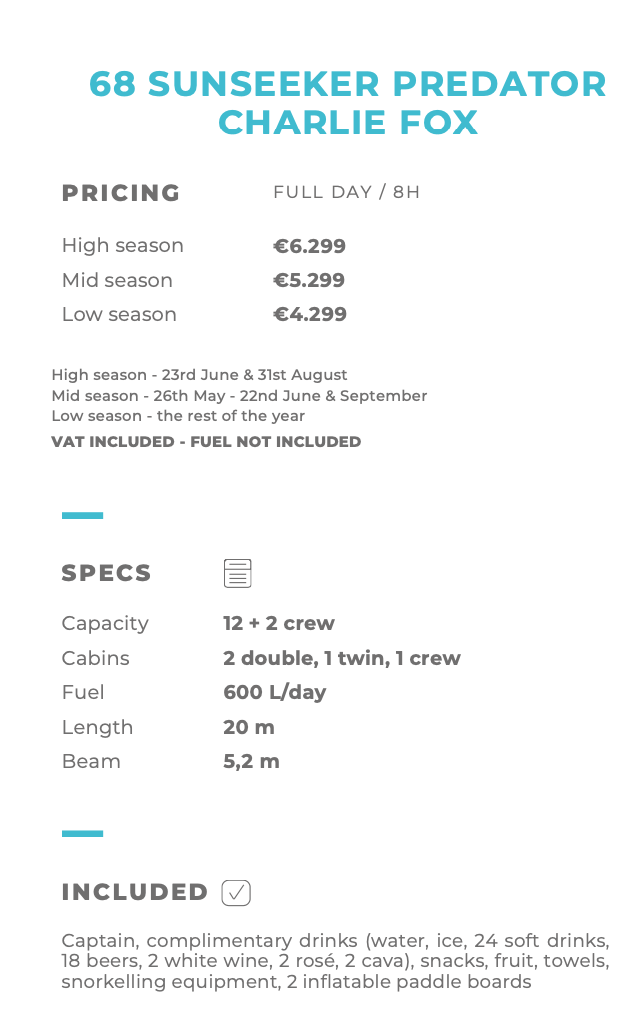 68 SUNSEEKER PREDATOR
CHARLIE FOX
PRICING FULL DAY / 8H
High season €6.299
Mid season €5.299
Low season €4.299
High season - 23rd June & 31st August
Mid season - 26th May - 22nd June & September
Low season - the rest of the year
VAT INCLUDED - FUEL NOT INCLUDED
SPECS
Capacity 12 + 2 crew
Cabins 2 double, 1 twin, 1 crew
Fuel 600 L/day
Length 20 m
Beam 5,2 m
INCLUDED
Captain, complimentary drinks (water, ice, 24 soft drinks,
18 beers, 2 white wine, 2 rosé, 2 cava), snacks, fruit, towels,
snorkelling equipment, 2 inflatable paddle boards